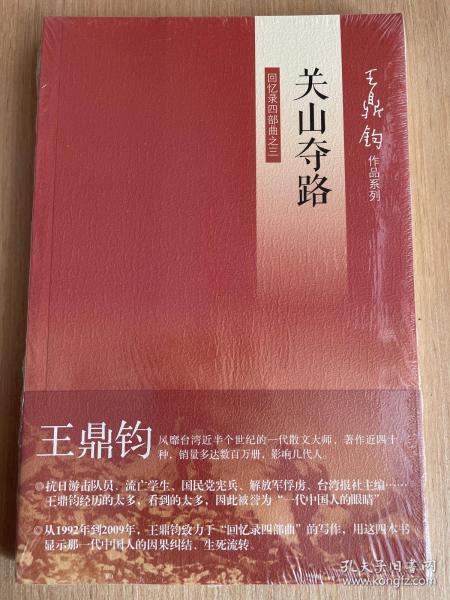 王鼎钧
作品系列
关山夺路
回忆录四部曲之三
王鼎钧
风靡台湾近半个世纪的一代散文大师，著作近四十
种，销量多达数百万册，影响几代人。
◎抗日游击队员、流亡学生、国民党宪兵、解放军俘虏、台湾报社主编……
王鼎钧经历的太多，看到的太多，因此被誉为“一代中国人的眼睛”
◎从1992年到2009年，王鼎钧致力于“回忆录四部曲”的写作，用这四本书
显示那一代中国人的因果纠结、生死流转
孔夫子旧书网